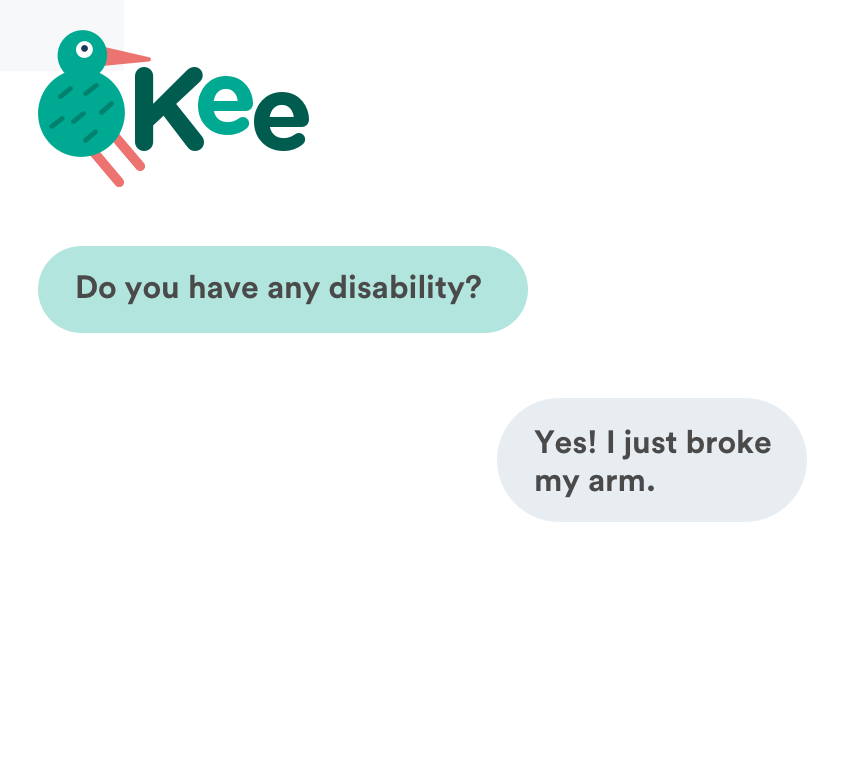 Kee
Do you have any disability?
Yes! I just broke
my arm.